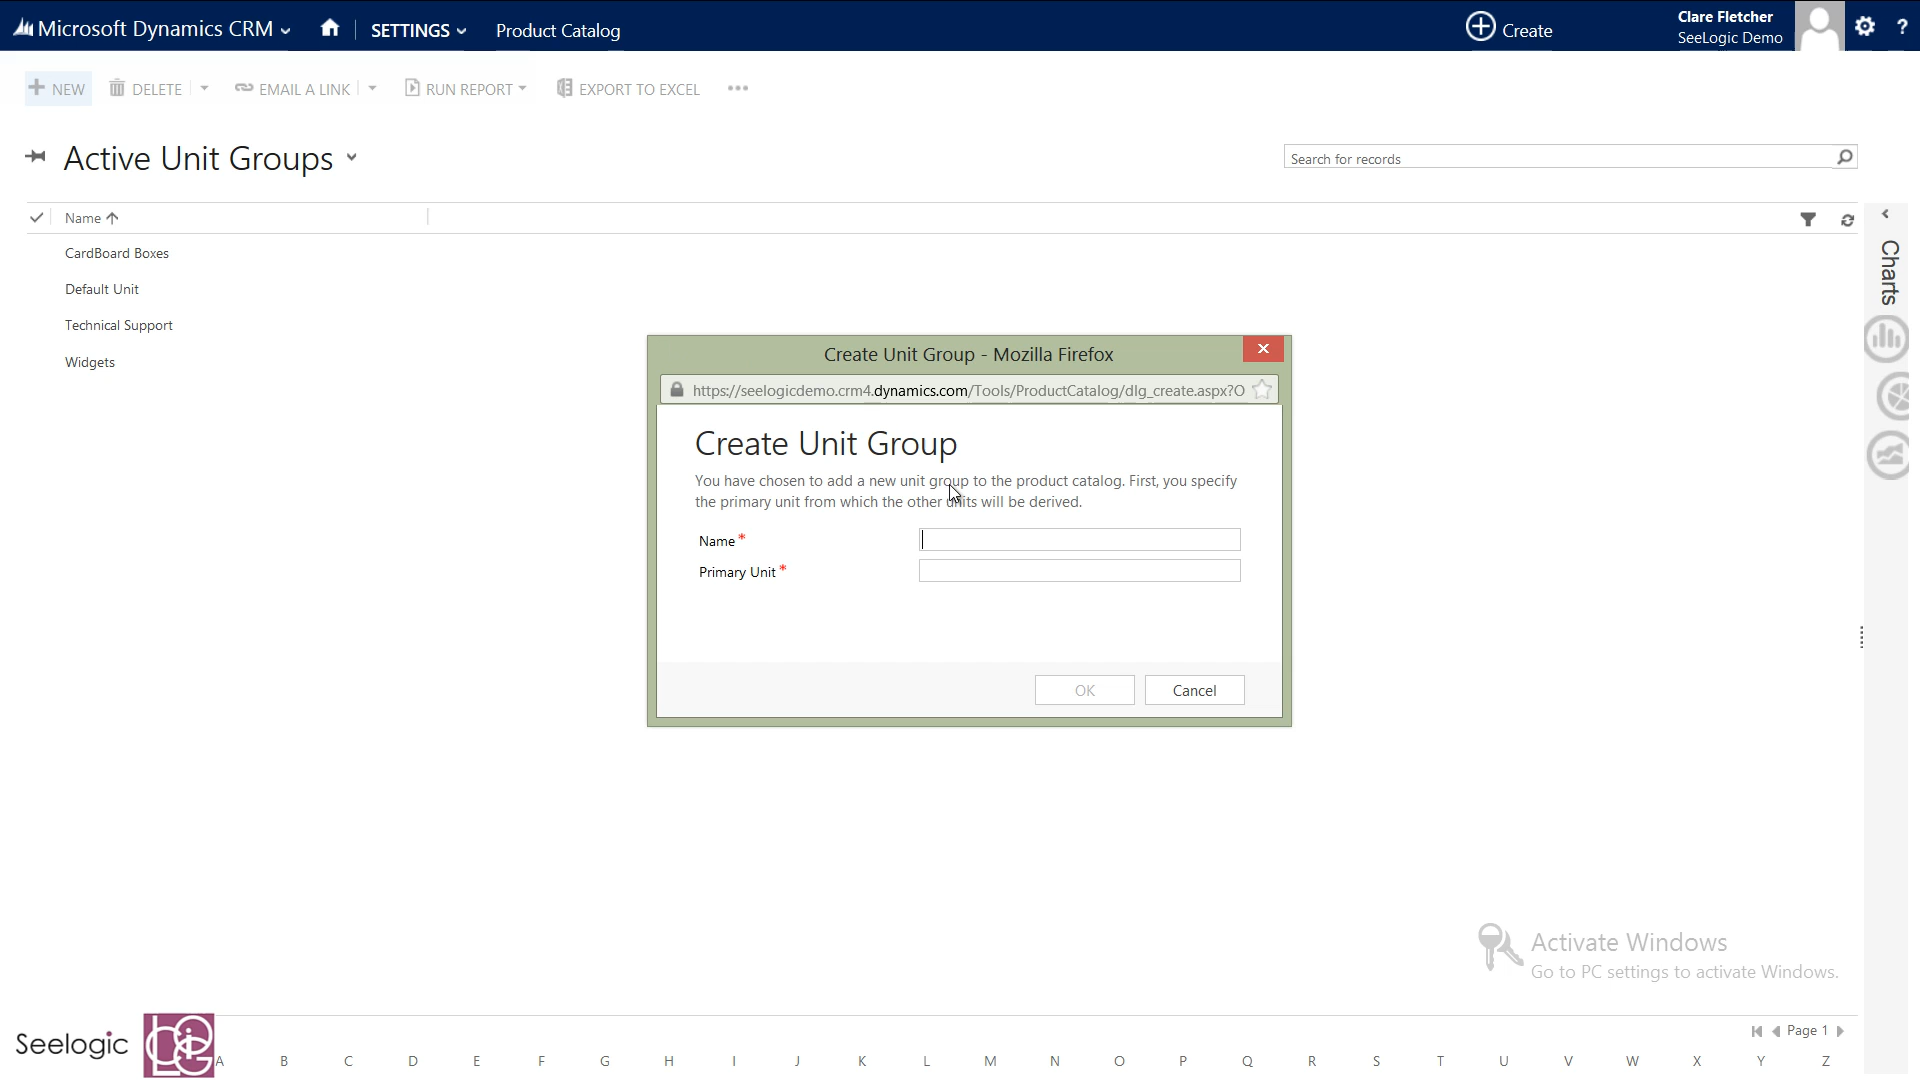 Microsoft Dynamics CRM SETTINGS Product Catalog Create Clare Fletcher SeeLogic Demo ?
NEW DELETE EMAIL A LINK RUN REPORT EXPORT TO EXCEL
Active Unit Groups
Search for records
Name
Charts
CardBoard Boxes
Default Unit
Technical Support
Widgets
Create Unit Group - Mozilla Firefox
https://seelogicdemo.crm4.dynamics.com/Tools/ProductCatalog/dlg_create.aspx?O
Create Unit Group
You have chosen to add a new unit group to the product catalog. First, you specify
the primary unit from which the other units will be derived.
Name *
Primary Unit *
OK Cancel
Activate Windows
Go to PC settings to activate Windows.
Page 1
Seelogic LOGiC
A B C D E F G H I J K L M N O P Q R S T U V W X Y Z